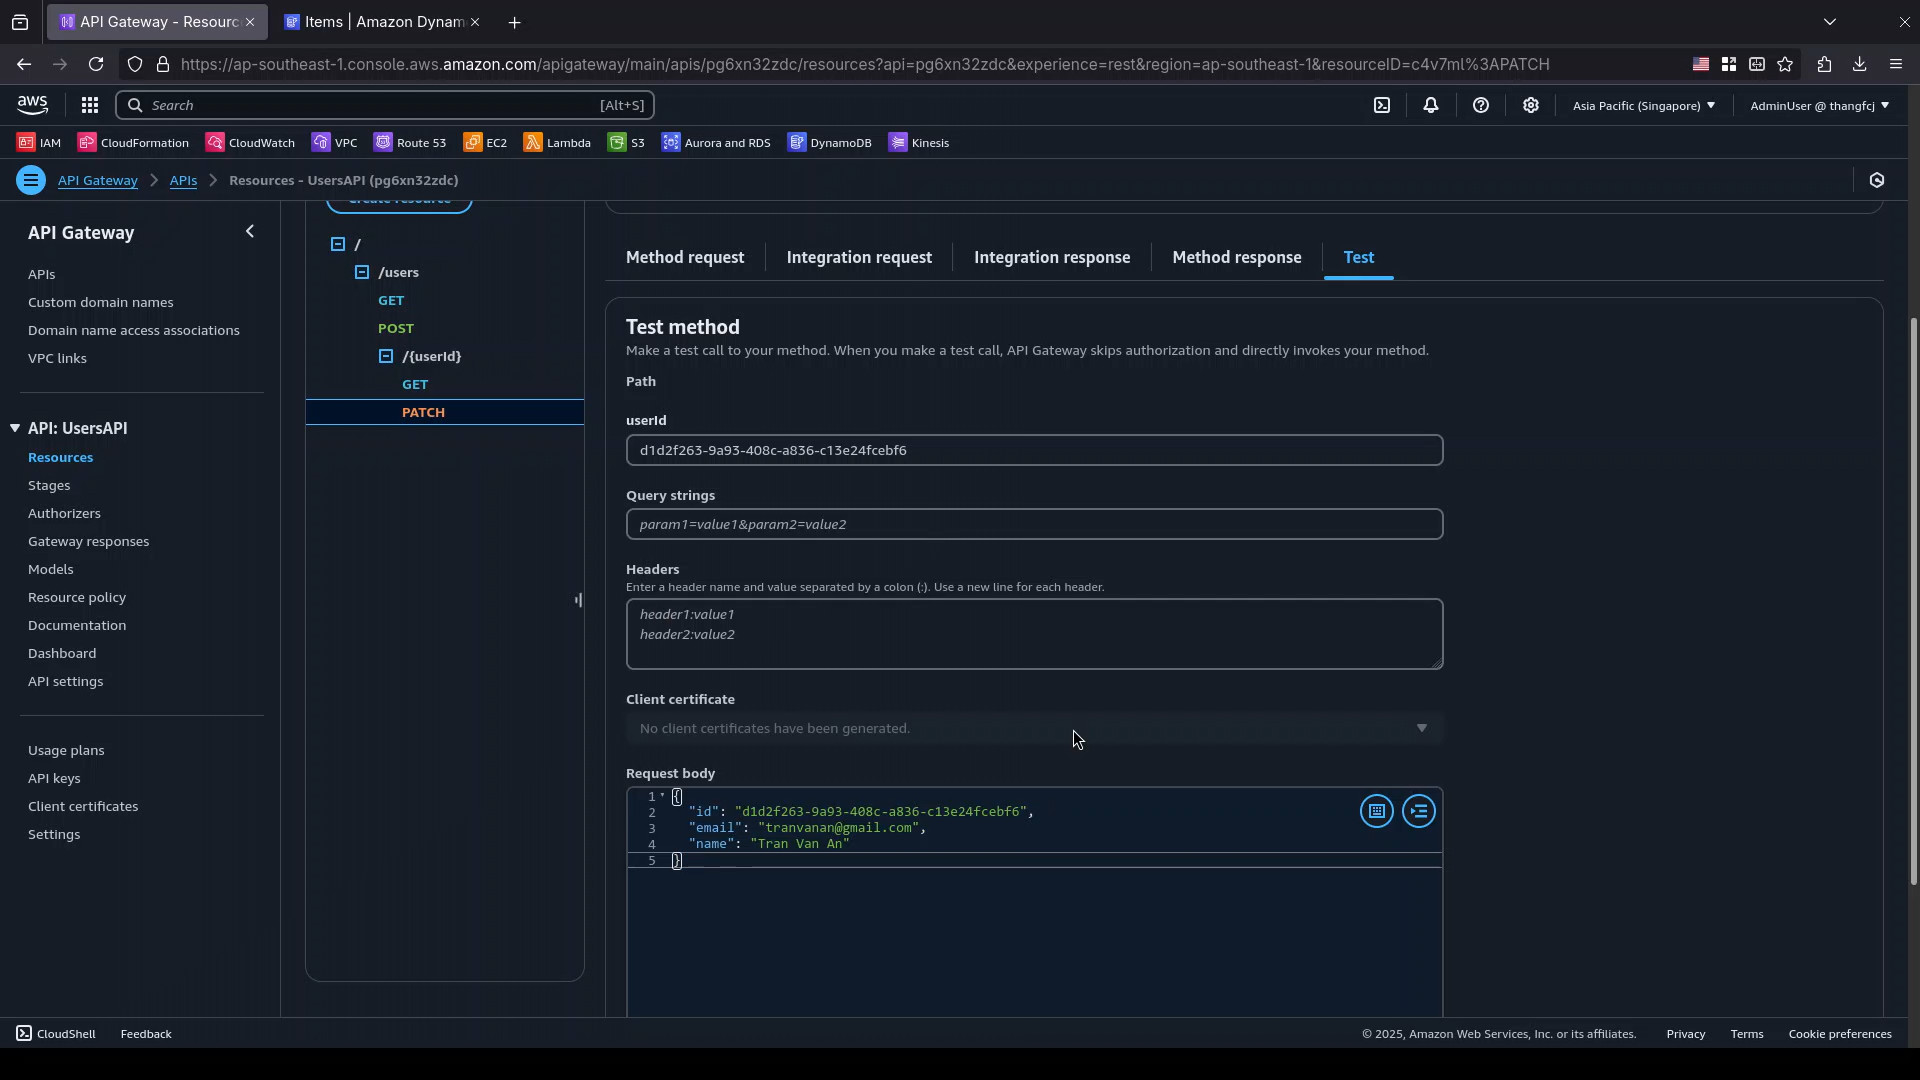 API Gateway - Resourc
Items | Amazon Dynam
https://ap-southeast-1.console.aws.amazon.com/apigateway/main/apis/pg6xn32zdc/resources?api=pg6xn32zdc&experience=rest&region=ap-southeast-1&resourceID=c4v7ml%3APATCH
aws
Search
[Alt+S]
Asia Pacific (Singapore)
AdminUser @ thangfcj
IAM
CloudFormation
CloudWatch
VPC
Route 53
EC2
Lambda
S3
Aurora and RDS
DynamoDB
Kinesis
API Gateway
APIs
Resources - UsersAPI (pg6xn32zdc)
API Gateway
APIs
Custom domain names
Domain name access associations
VPC links
API: UsersAPI
Resources
Stages
Authorizers
Gateway responses
Models
Resource policy
Documentation
Dashboard
API settings
Usage plans
API keys
Client certificates
Settings
Create resource
/
/users
GET
POST
/{userId}
GET
PATCH
Method request
Integration request
Integration response
Method response
Test
Test method
Make a test call to your method. When you make a test call, API Gateway skips authorization and directly invokes your method.
Path
userId
d1d2f263-9a93-408c-a836-c13e24fcebf6
Query strings
param1=value1&param2=value2
Headers
Enter a header name and value separated by a colon (:). Use a new line for each header.
header1:value1
header2:value2
Client certificate
No client certificates have been generated.
Request body
1 {
2 "id": "d1d2f263-9a93-408c-a836-c13e24fcebf6",
3 "email": "tranvanan@gmail.com",
4 "name": "Tran Van An"
5 }
CloudShell
Feedback
© 2025, Amazon Web Services, Inc. or its affiliates.
Privacy
Terms
Cookie preferences